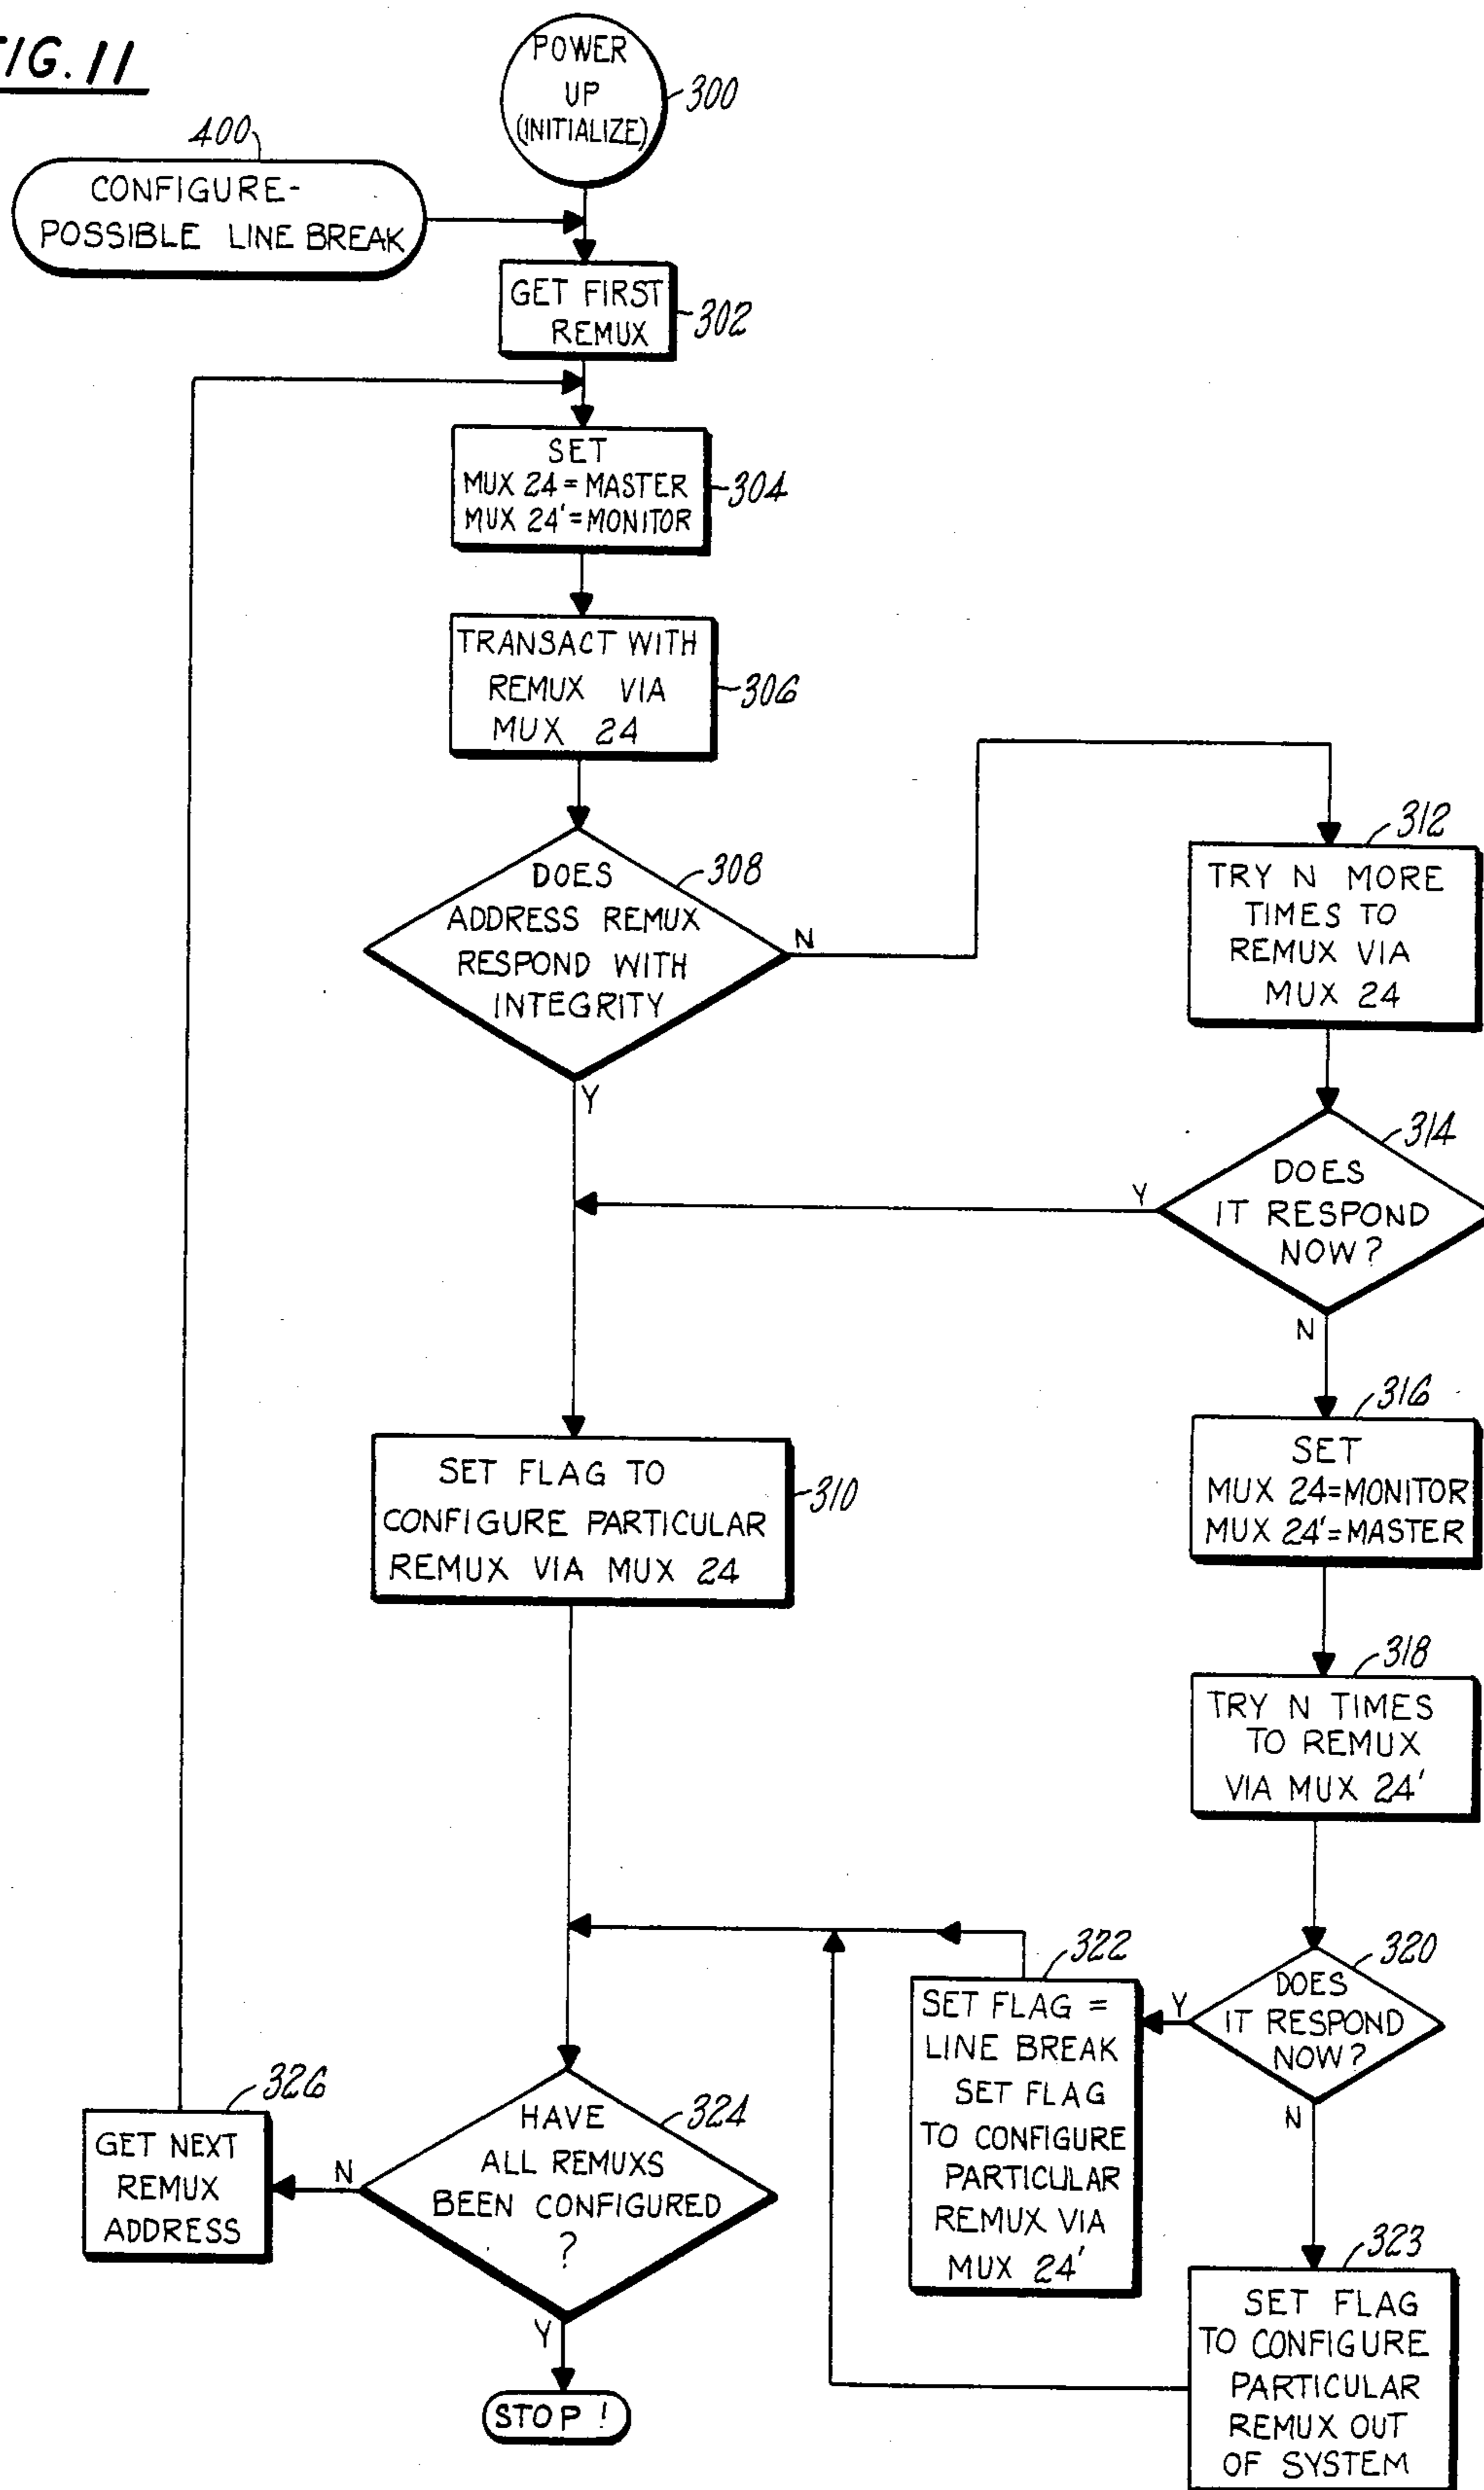 FIG. 11
POWER
UP
(INITIALIZE)
300
400
CONFIGURE-
POSSIBLE LINE BREAK
GET FIRST
REMUX
302
SET
MUX 24 = MASTER
MUX 24' = MONITOR
304
TRANSACT WITH
REMUX VIA
MUX 24
306
DOES
ADDRESS REMUX
RESPOND WITH
INTEGRITY
308
N
Y
312
TRY N MORE
TIMES TO
REMUX VIA
MUX 24
314
DOES
IT RESPOND
NOW?
Y
N
316
SET
MUX 24=MONITOR
MUX 24'=MASTER
SET FLAG TO
CONFIGURE PARTICULAR
REMUX VIA MUX 24
310
318
TRY N TIMES
TO REMUX
VIA MUX 24'
320
DOES
IT RESPOND
NOW?
Y
N
322
SET FLAG =
LINE BREAK
SET FLAG
TO CONFIGURE
PARTICULAR
REMUX VIA
MUX 24'
323
SET FLAG
TO CONFIGURE
PARTICULAR
REMUX OUT
OF SYSTEM
324
HAVE
ALL REMUXS
BEEN CONFIGURED
?
N
Y
326
GET NEXT
REMUX
ADDRESS
STOP !